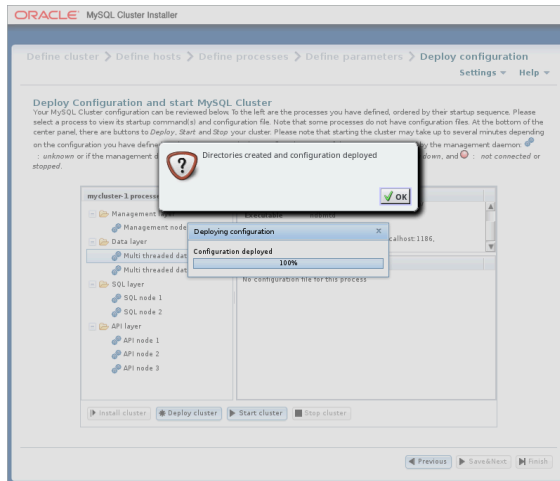 ORACLE MySQL Cluster Installer
Define cluster > Define hosts > Define processes > Define parameters > Deploy configuration
Settings Help
Deploy Configuration and start MySQL Cluster
Your MySQL Cluster configuration can be reviewed below. To the left are the processes you have defined, ordered by their startup sequence. Please
select a process to view its startup command(s) and configuration file. Note that some processes do not have configuration files. At the bottom of the
center panel, there are buttons to Deploy, Start and Stop your cluster. Please note that starting the cluster may take up to several minutes depending
on the configuration you have define by the management daemon:
: unknown or if the management d down, and : not connected or
stopped.
Directories created and configuration deployed
OK
mycluster-1 process
Management layer
Management node
Data layer
Multi threaded dat
Multi threaded dat
SQL layer
SQL node 1
SQL node 2
API layer
API node 1
API node 2
API node 3
Executable
Deploying configuration
Configuration deployed
100%
calhost:1186,
No configuration file for this process
Install cluster Deploy cluster Start cluster Stop cluster
Previous Save&Next Finish